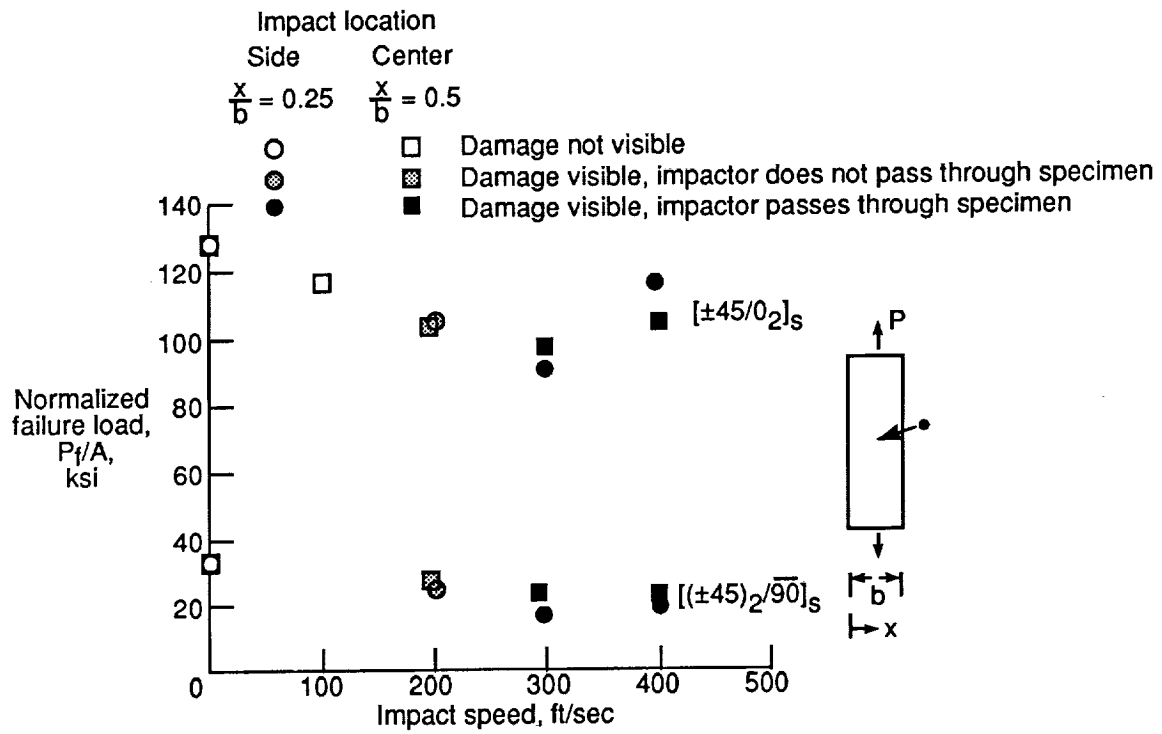 Impact location
Side Center
x/b = 0.25 x/b = 0.5
Damage not visible
Damage visible, impactor does not pass through specimen
Damage visible, impactor passes through specimen
140
120
100
80
60
40
20
0 100 200 300 400 500
Normalized
failure load,
Pf/A,
ksi
Impact speed, ft/sec
[±45/0₂]s
[(±45)₂/9̅0̅]s
P
b
x